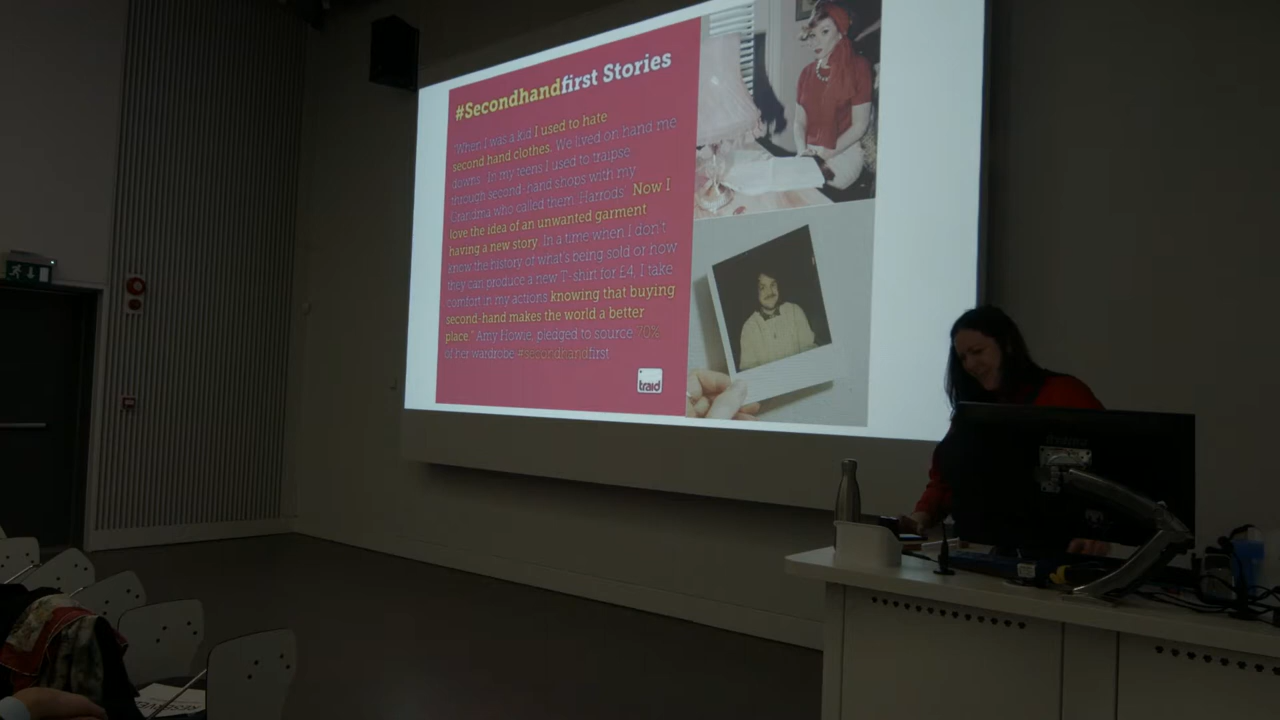 #Secondhandfirst Stories
"When I was a kid I used to hate
second hand clothes. We lived on hand me
downs. In my teens I used to traipse
through second-hand shops with my
Grandma who called them 'Harrods'. Now I
love the idea of an unwanted garment
having a new story. In a time when I don't
know the history of what's being sold or how
they can produce a new T-shirt for £4, I take
comfort in my actions knowing that buying
second-hand makes the world a better
place." Amy Howie, pledged to source 70%
of her wardrobe #secondhandfirst
traid